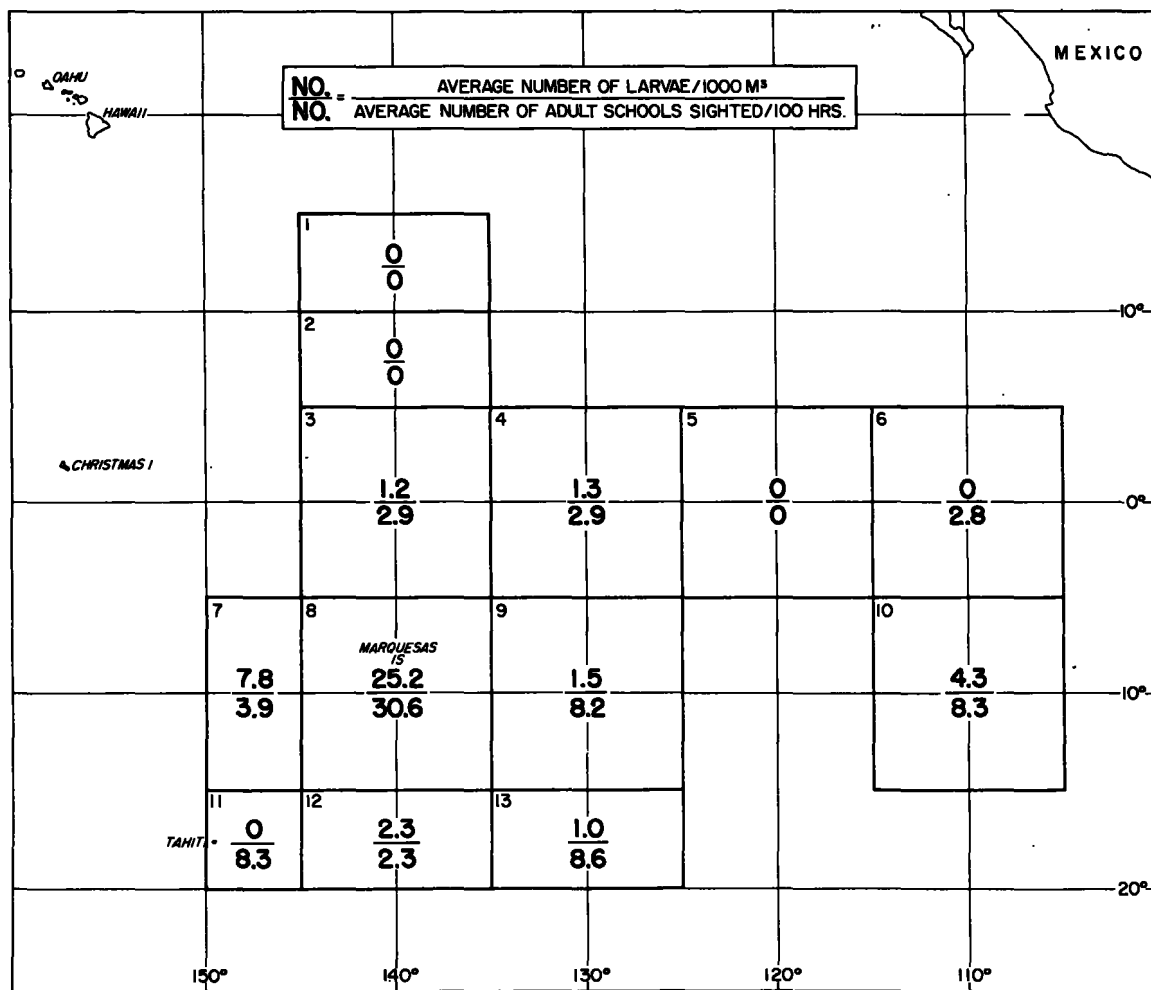 MEXICO
OAHU
HAWAII
NO. = AVERAGE NUMBER OF LARVAE/1000 M³
NO. AVERAGE NUMBER OF ADULT SCHOOLS SIGHTED/100 HRS.
1
0
0
10°
2
0
0
3 4 5 6
CHRISTMAS I
1.2 1.3 0 0
2.9 2.9 0 2.8
0°
7 8 9 10
MARQUESAS
IS
7.8 25.2 1.5 4.3
3.9 30.6 8.2 8.3
10°
11 12 13
TAHITI
0 2.3 1.0
8.3 2.3 8.6
20°
150° 140° 130° 120° 110°